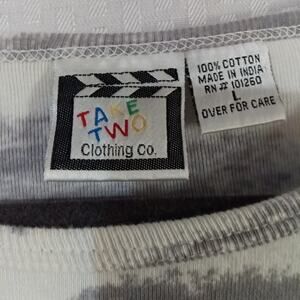 TAKE
TWO
Clothing Co.
100% COTTON
MADE IN INDIA
RN# 101260
L
OVER FOR CARE